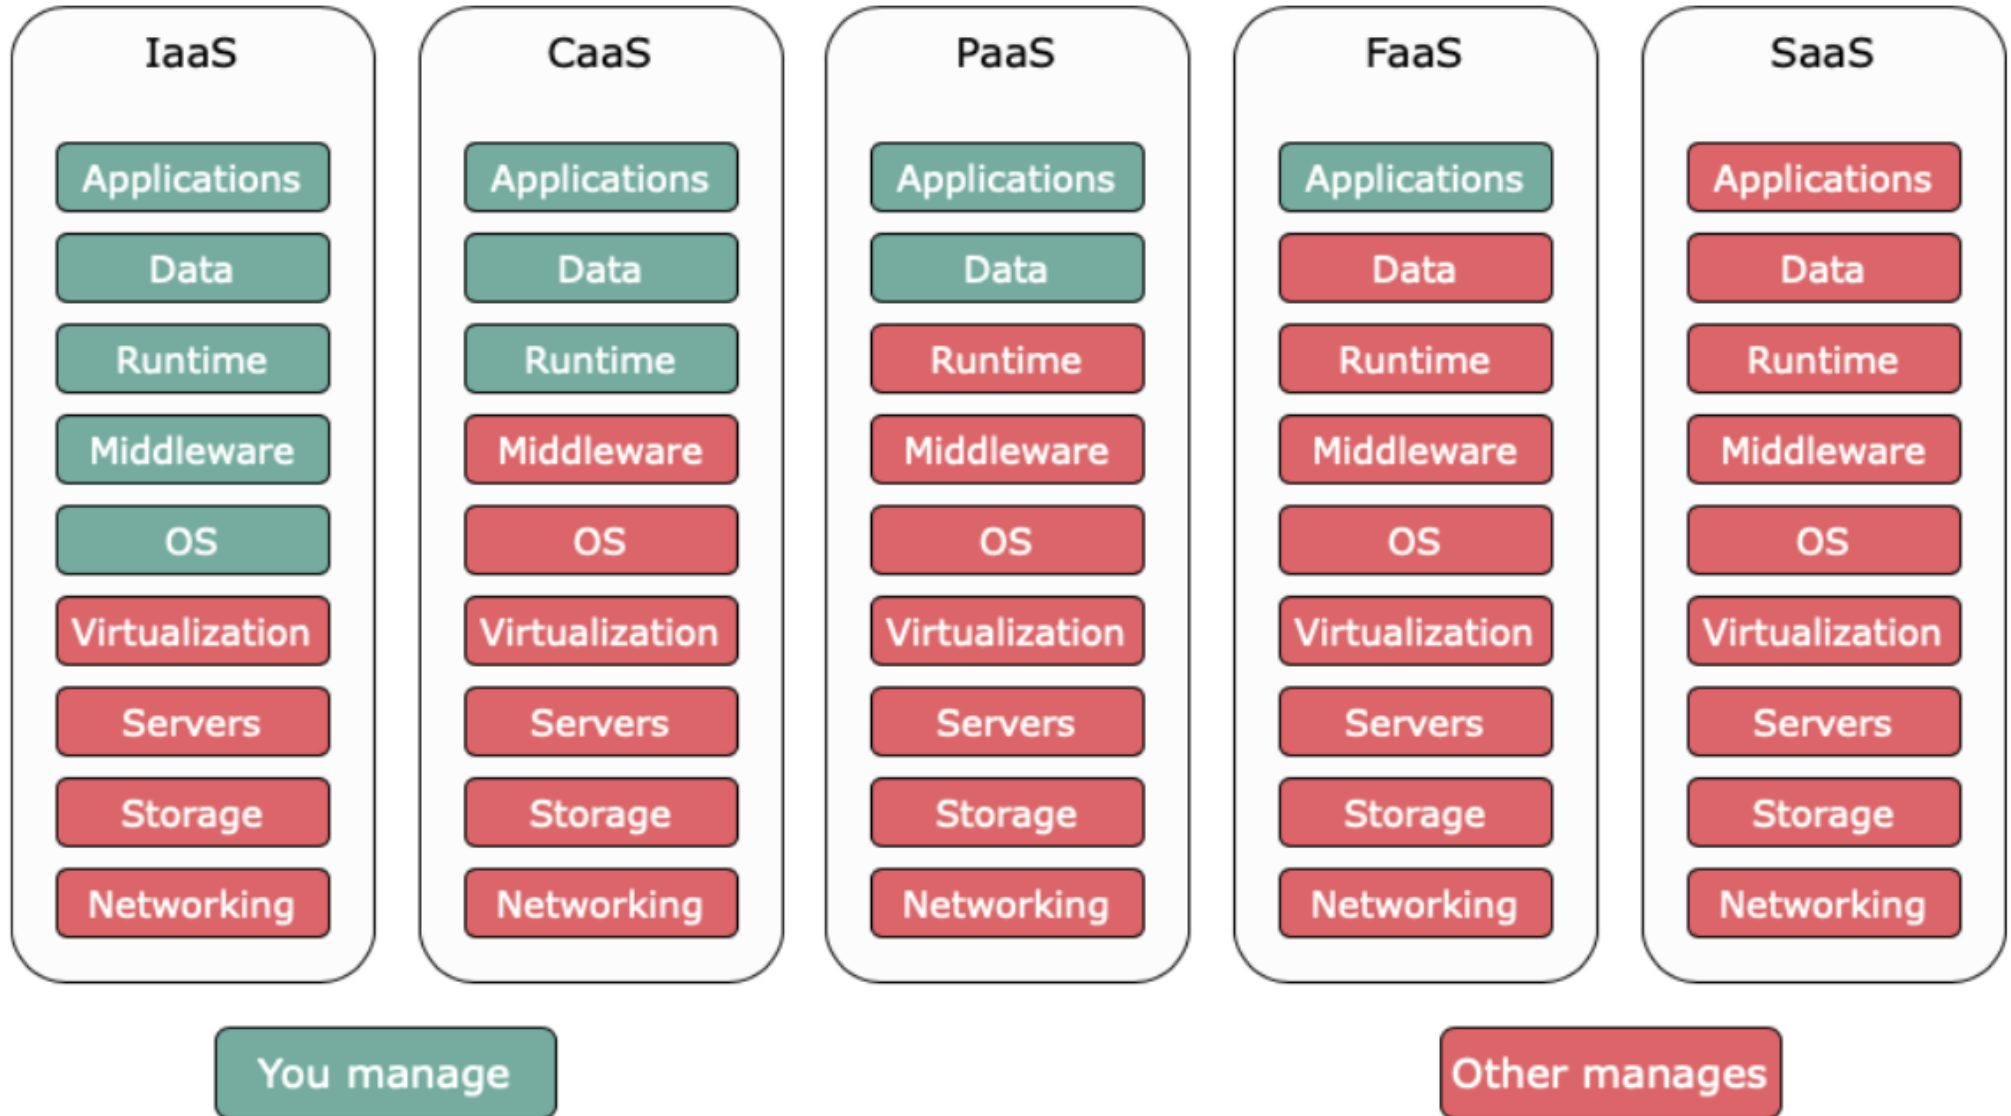 IaaS
Applications
Data
Runtime
Middleware
OS
Virtualization
Servers
Storage
Networking
CaaS
Applications
Data
Runtime
Middleware
OS
Virtualization
Servers
Storage
Networking
PaaS
Applications
Data
Runtime
Middleware
OS
Virtualization
Servers
Storage
Networking
FaaS
Applications
Data
Runtime
Middleware
OS
Virtualization
Servers
Storage
Networking
SaaS
Applications
Data
Runtime
Middleware
OS
Virtualization
Servers
Storage
Networking
You manage
Other manages